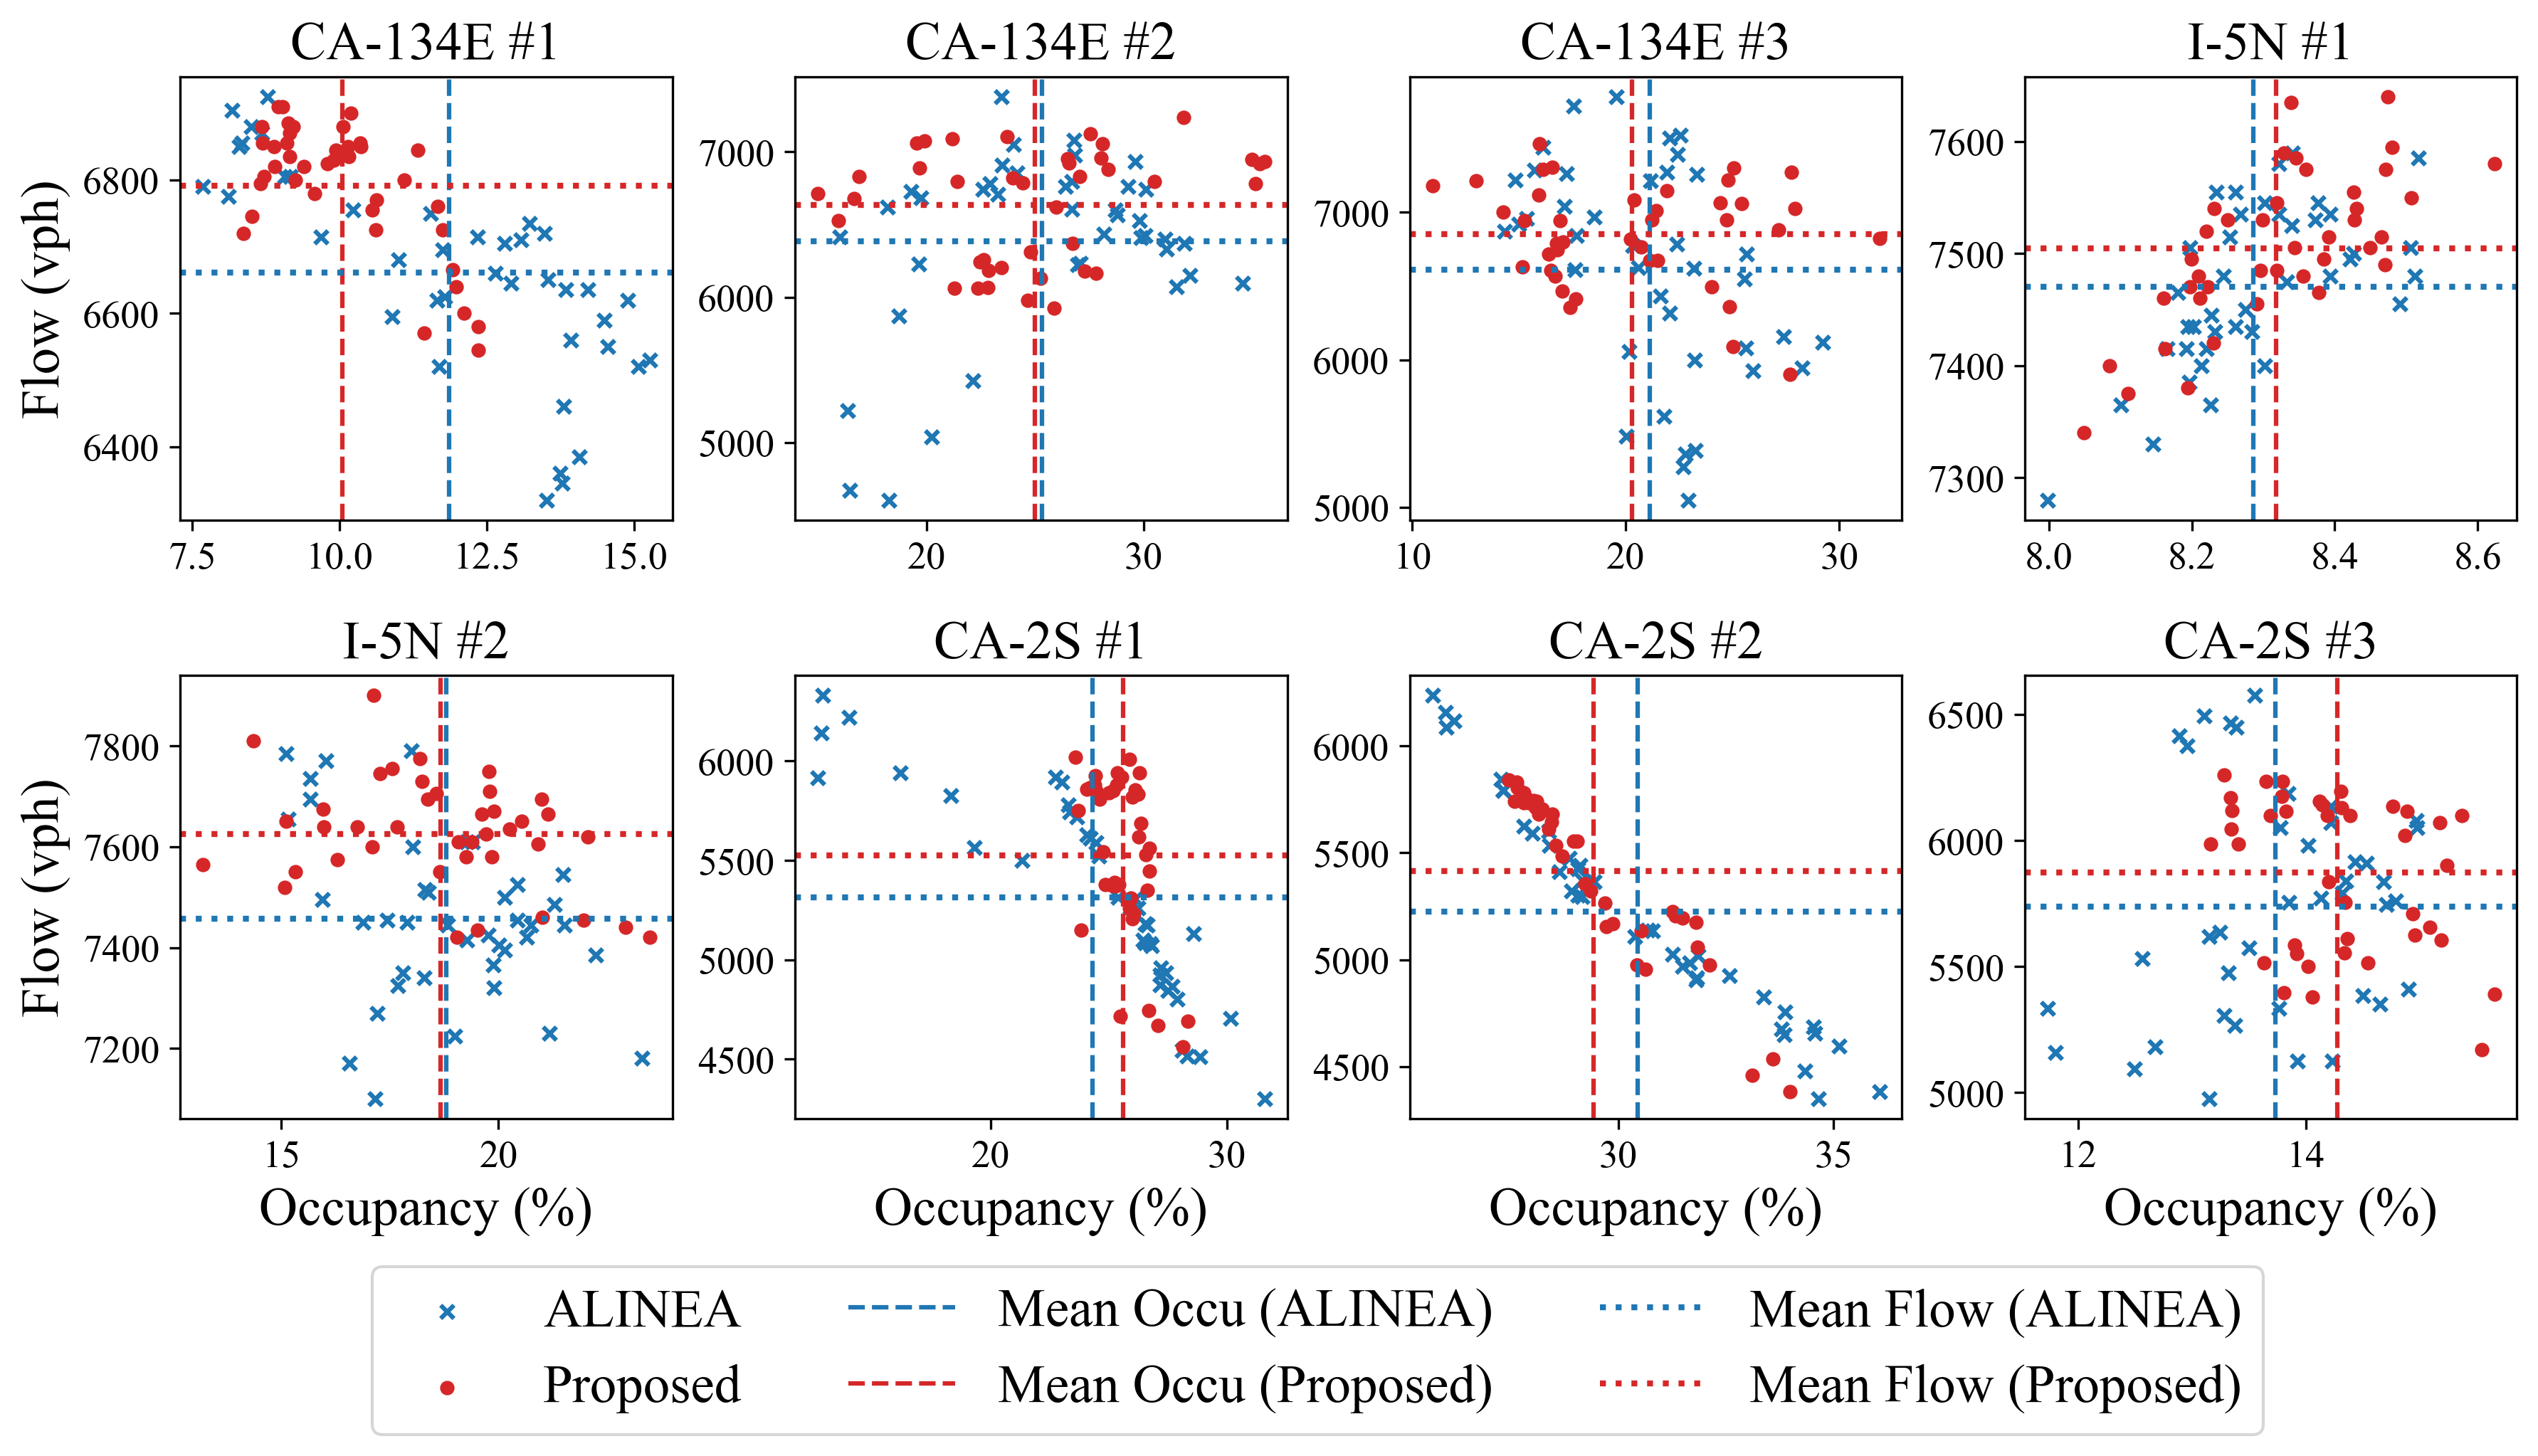 CA-134E #1 CA-134E #2 CA-134E #3 I-5N #1
Flow (vph)
6800
6600
6400
7.5 10.0 12.5 15.0
7000
6000
5000
20 30
7000
6000
5000
10 20 30
7600
7500
7400
7300
8.0 8.2 8.4 8.6
I-5N #2 CA-2S #1 CA-2S #2 CA-2S #3
Flow (vph)
7800
7600
7400
7200
15 20
Occupancy (%)
6000
5500
5000
4500
20 30
Occupancy (%)
6000
5500
5000
4500
30 35
Occupancy (%)
6500
6000
5500
5000
12 14
Occupancy (%)
ALINEA Mean Occu (ALINEA) Mean Flow (ALINEA)
Proposed Mean Occu (Proposed) Mean Flow (Proposed)